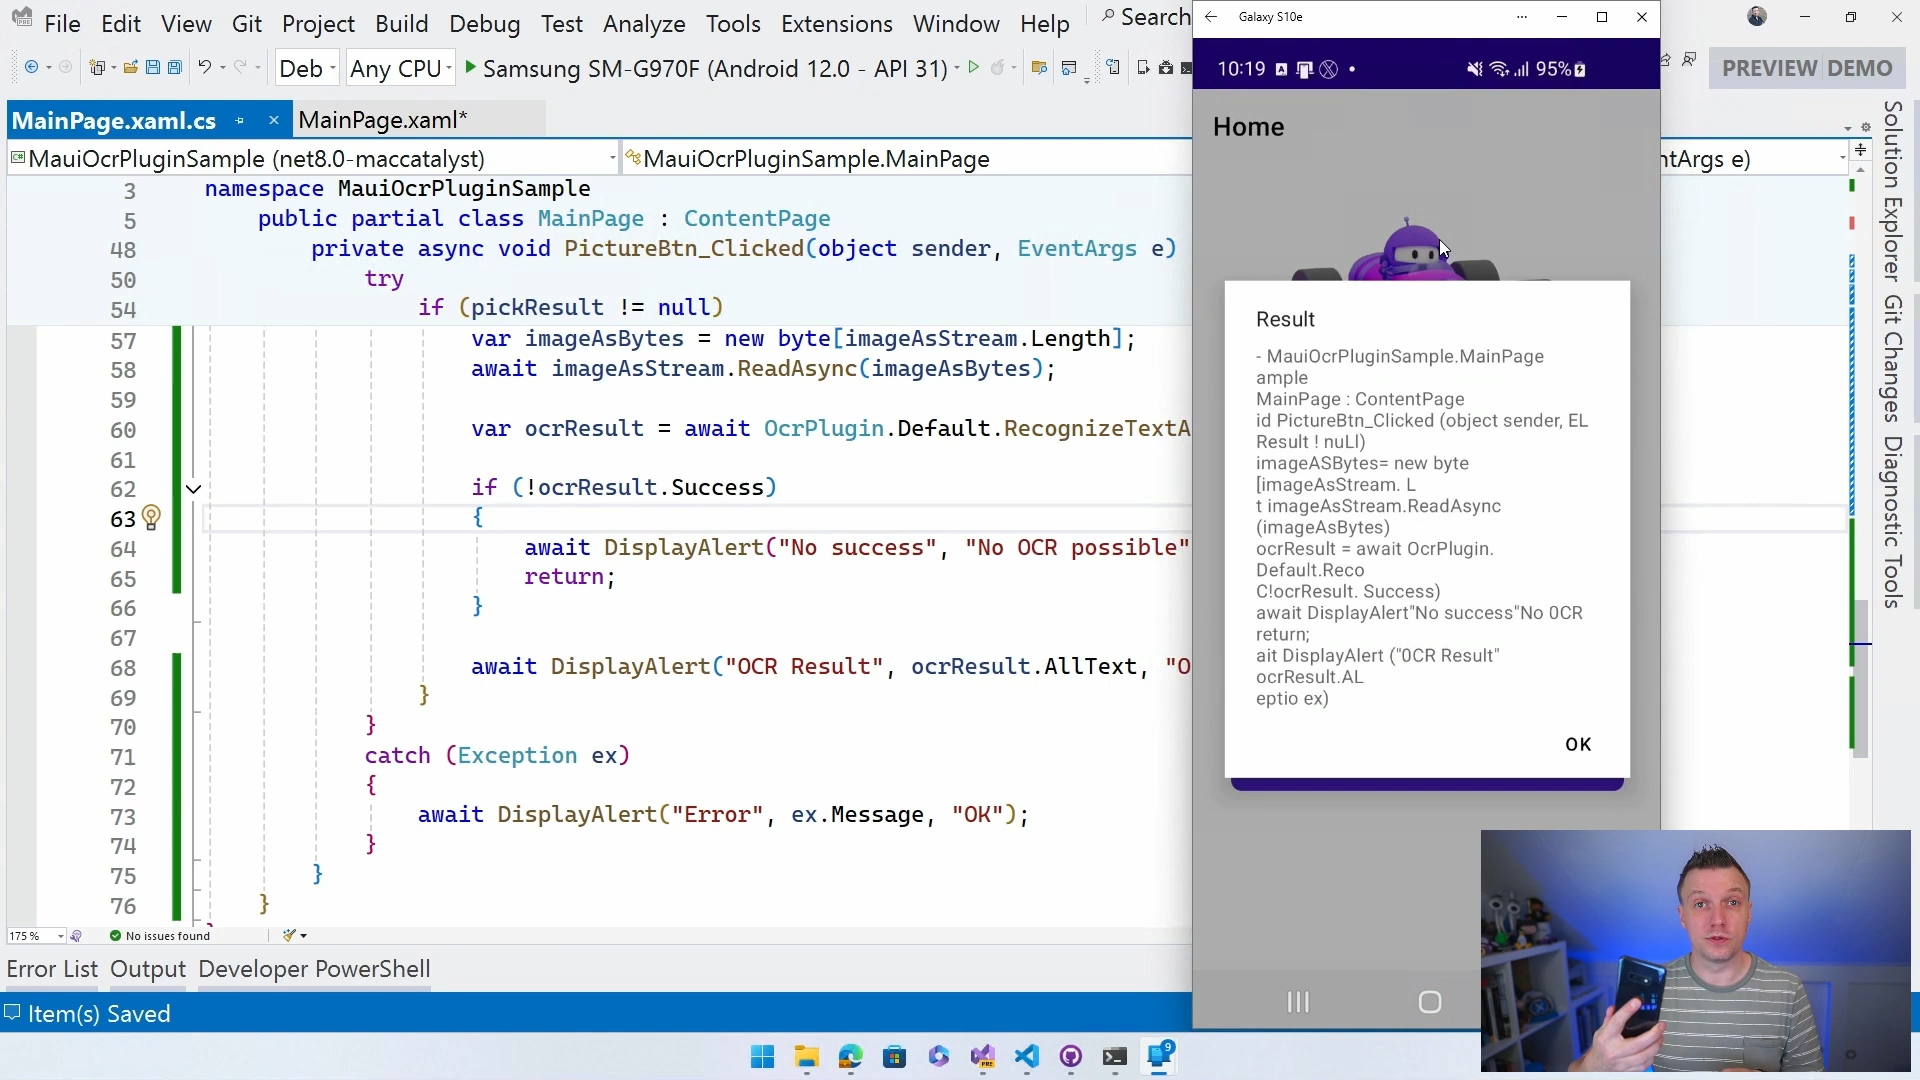 File Edit View Git Project Build Debug Test Analyze Tools Extensions Window Help Search
Deb Any CPU Samsung SM-G970F (Android 12.0 - API 31)
PREVIEW DEMO
MainPage.xaml.cs MainPage.xaml*
MauiOcrPluginSample (net8.0-maccatalyst) MauiOcrPluginSample.MainPage ntArgs e)
3 namespace MauiOcrPluginSample
5 public partial class MainPage : ContentPage
48 private async void PictureBtn_Clicked(object sender, EventArgs e)
50 try
54 if (pickResult != null)
57 var imageAsBytes = new byte[imageAsStream.Length];
58 await imageAsStream.ReadAsync(imageAsBytes);
59
60 var ocrResult = await OcrPlugin.Default.RecognizeTextA
61
62 if (!ocrResult.Success)
63 {
64 await DisplayAlert("No success", "No OCR possible"
65 return;
66 }
67
68 await DisplayAlert("OCR Result", ocrResult.AllText, "O
69 }
70 }
71 catch (Exception ex)
72 {
73 await DisplayAlert("Error", ex.Message, "OK");
74 }
75 }
76 }
175 % No issues found
Error List Output Developer PowerShell
Item(s) Saved
Galaxy S10e
10:19 95%
Home
Result
- MauiOcrPluginSample.MainPage
ample
MainPage : ContentPage
id PictureBtn_Clicked (object sender, EL
Result ! nuLl)
imageASBytes= new byte
[imageAsStream. L
t imageAsStream.ReadAsync
(imageAsBytes)
ocrResult = await OcrPlugin.
Default.Reco
C!ocrResult. Success)
await DisplayAlert"No success"No 0CR
return;
ait DisplayAlert ("0CR Result"
ocrResult.AL
eptio ex)
OK
Solution Explorer
Git Changes
Diagnostic Tools
PRE
9